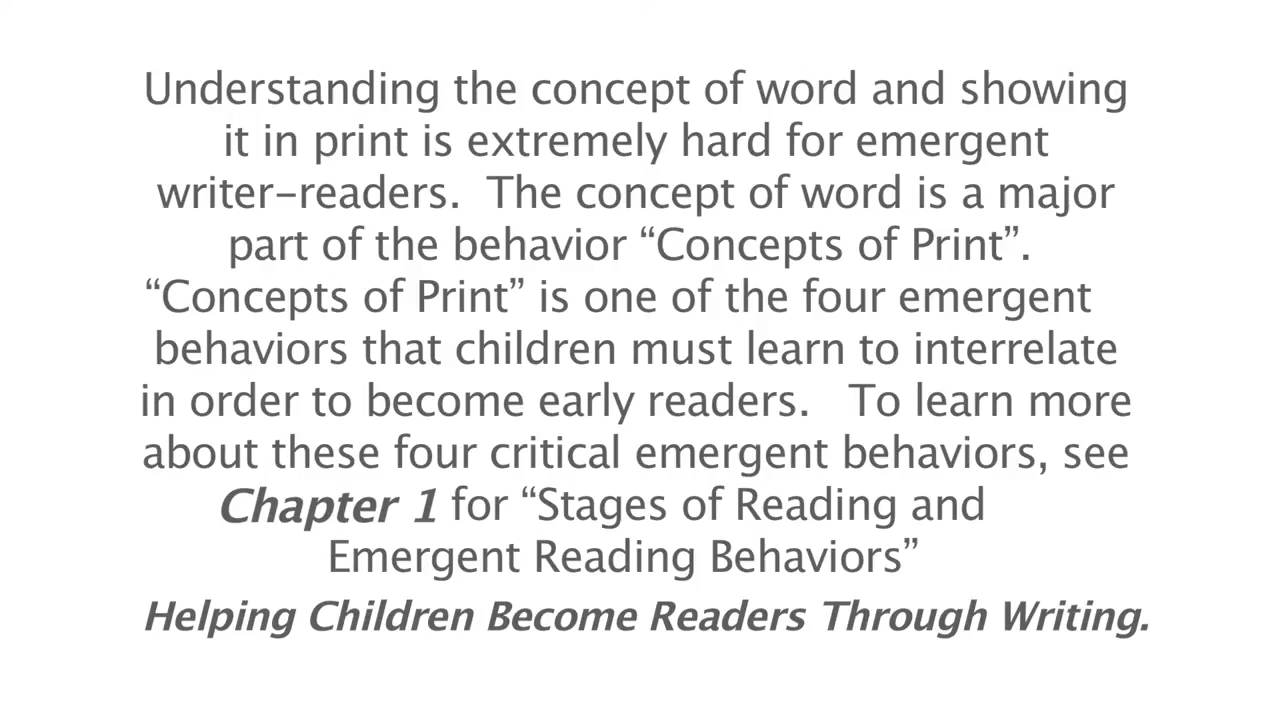 Understanding the concept of word and showing
it in print is extremely hard for emergent
writer–readers.  The concept of word is a major
part of the behavior “Concepts of Print”.
“Concepts of Print” is one of the four emergent
behaviors that children must learn to interrelate
in order to become early readers.   To learn more
about these four critical emergent behaviors, see
Chapter 1 for “Stages of Reading and
Emergent Reading Behaviors”
Helping Children Become Readers Through Writing.